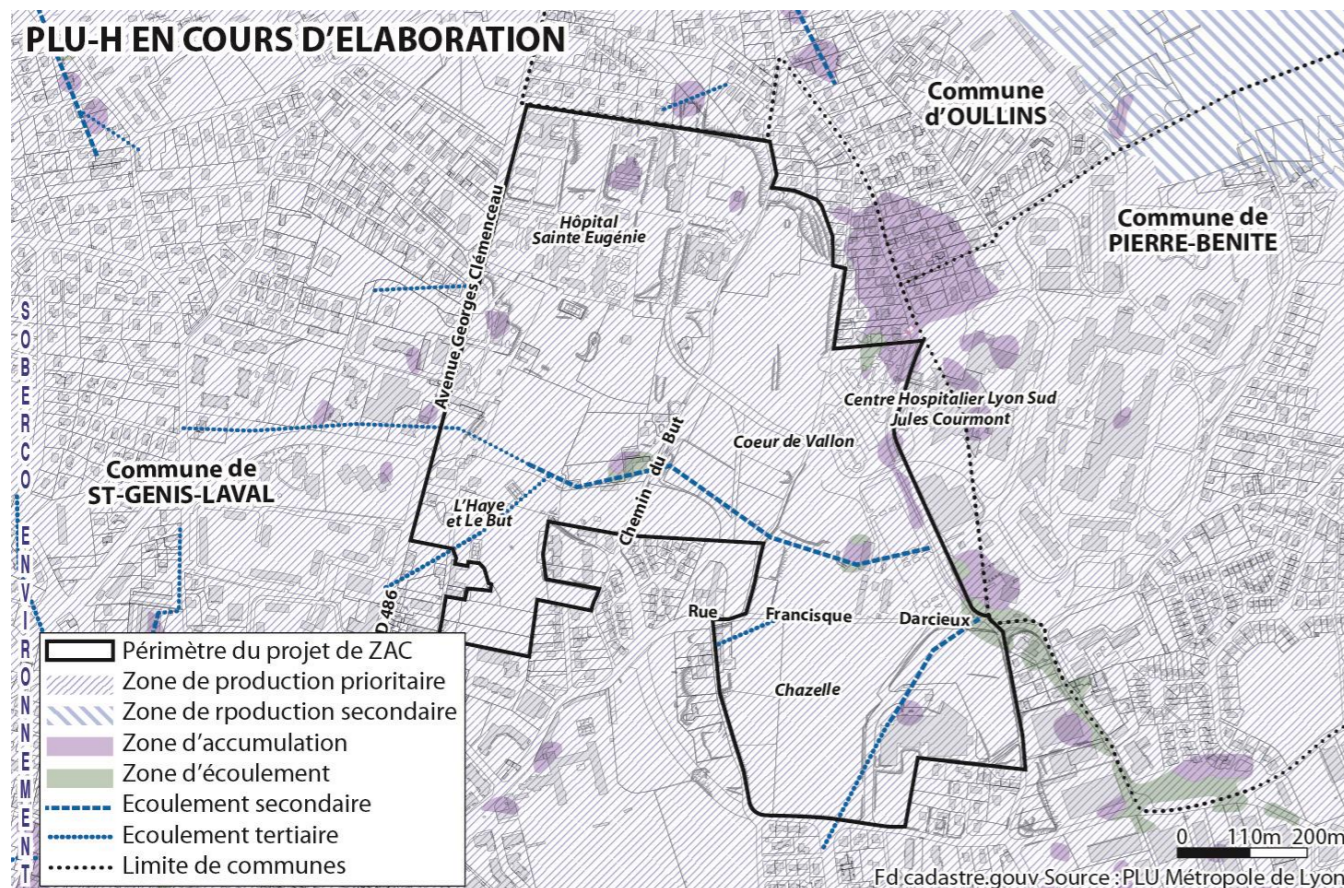 PLU-H EN COURS D'ELABORATION
Commune
d'OULLINS
Commune de
PIERRE-BENITE
Hôpital
Sainte Eugénie
Avenue Georges Clémenceau
SOBERCO ENVIRONNEMENT
Centre Hospitalier Lyon Sud
Jules Courmont
Coeur de Vallon
Chemin du But
Commune de
ST-GENIS-LAVAL
L'Haye
et Le But
D 486
Rue Francisque Darcieux
Chazelle
Périmètre du projet de ZAC
Zone de production prioritaire
Zone de rpoduction secondaire
Zone d'accumulation
Zone d'écoulement
Ecoulement secondaire
Ecoulement tertiaire
Limite de communes
0 110m 200m
Fd cadastre.gouv Source : PLU Métropole de Lyon